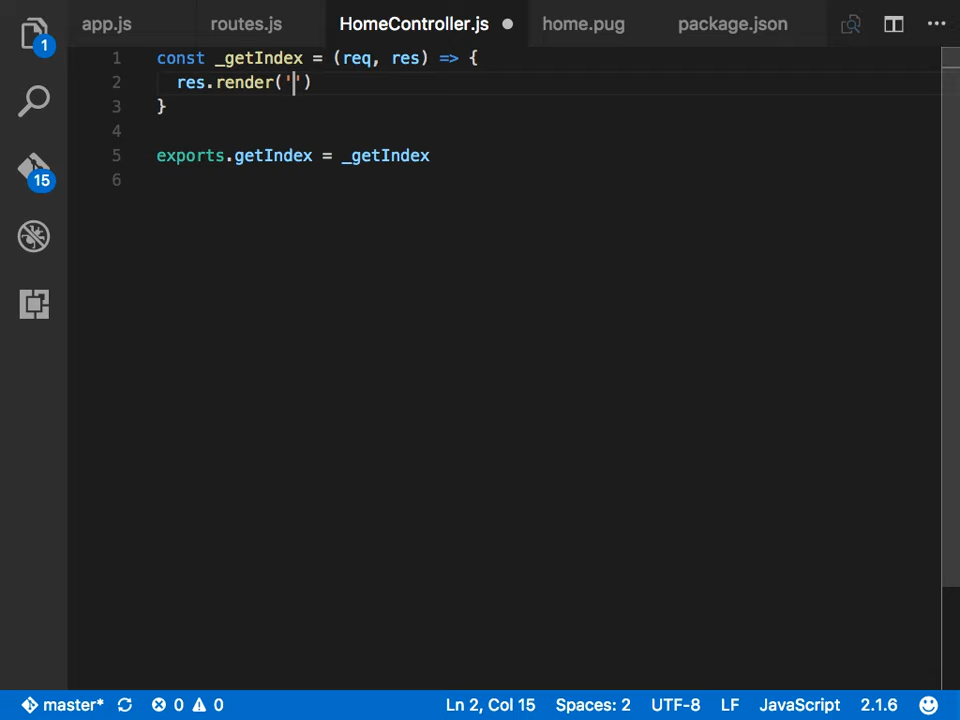 app.js routes.js HomeController.js home.pug package.json
1 const _getIndex = (req, res) => {
2 res.render('')
3 }
4
5 exports.getIndex = _getIndex
6
1
15
master* 0 0 Ln 2, Col 15 Spaces: 2 UTF-8 LF JavaScript 2.1.6